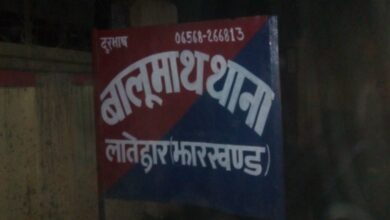 दूरभाष 06568-266813
बालूमाथ थाना
लातेहार (झारखण्ड)